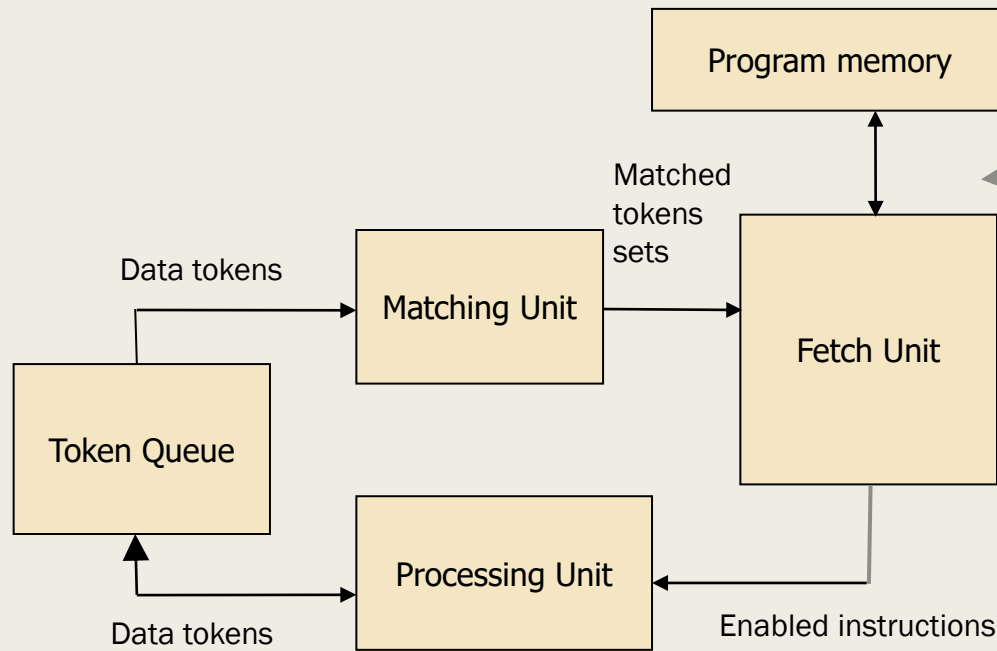 Program memory
Matched
tokens
sets
Data tokens
Matching Unit
Fetch Unit
Token Queue
Processing Unit
Data tokens
Enabled instructions